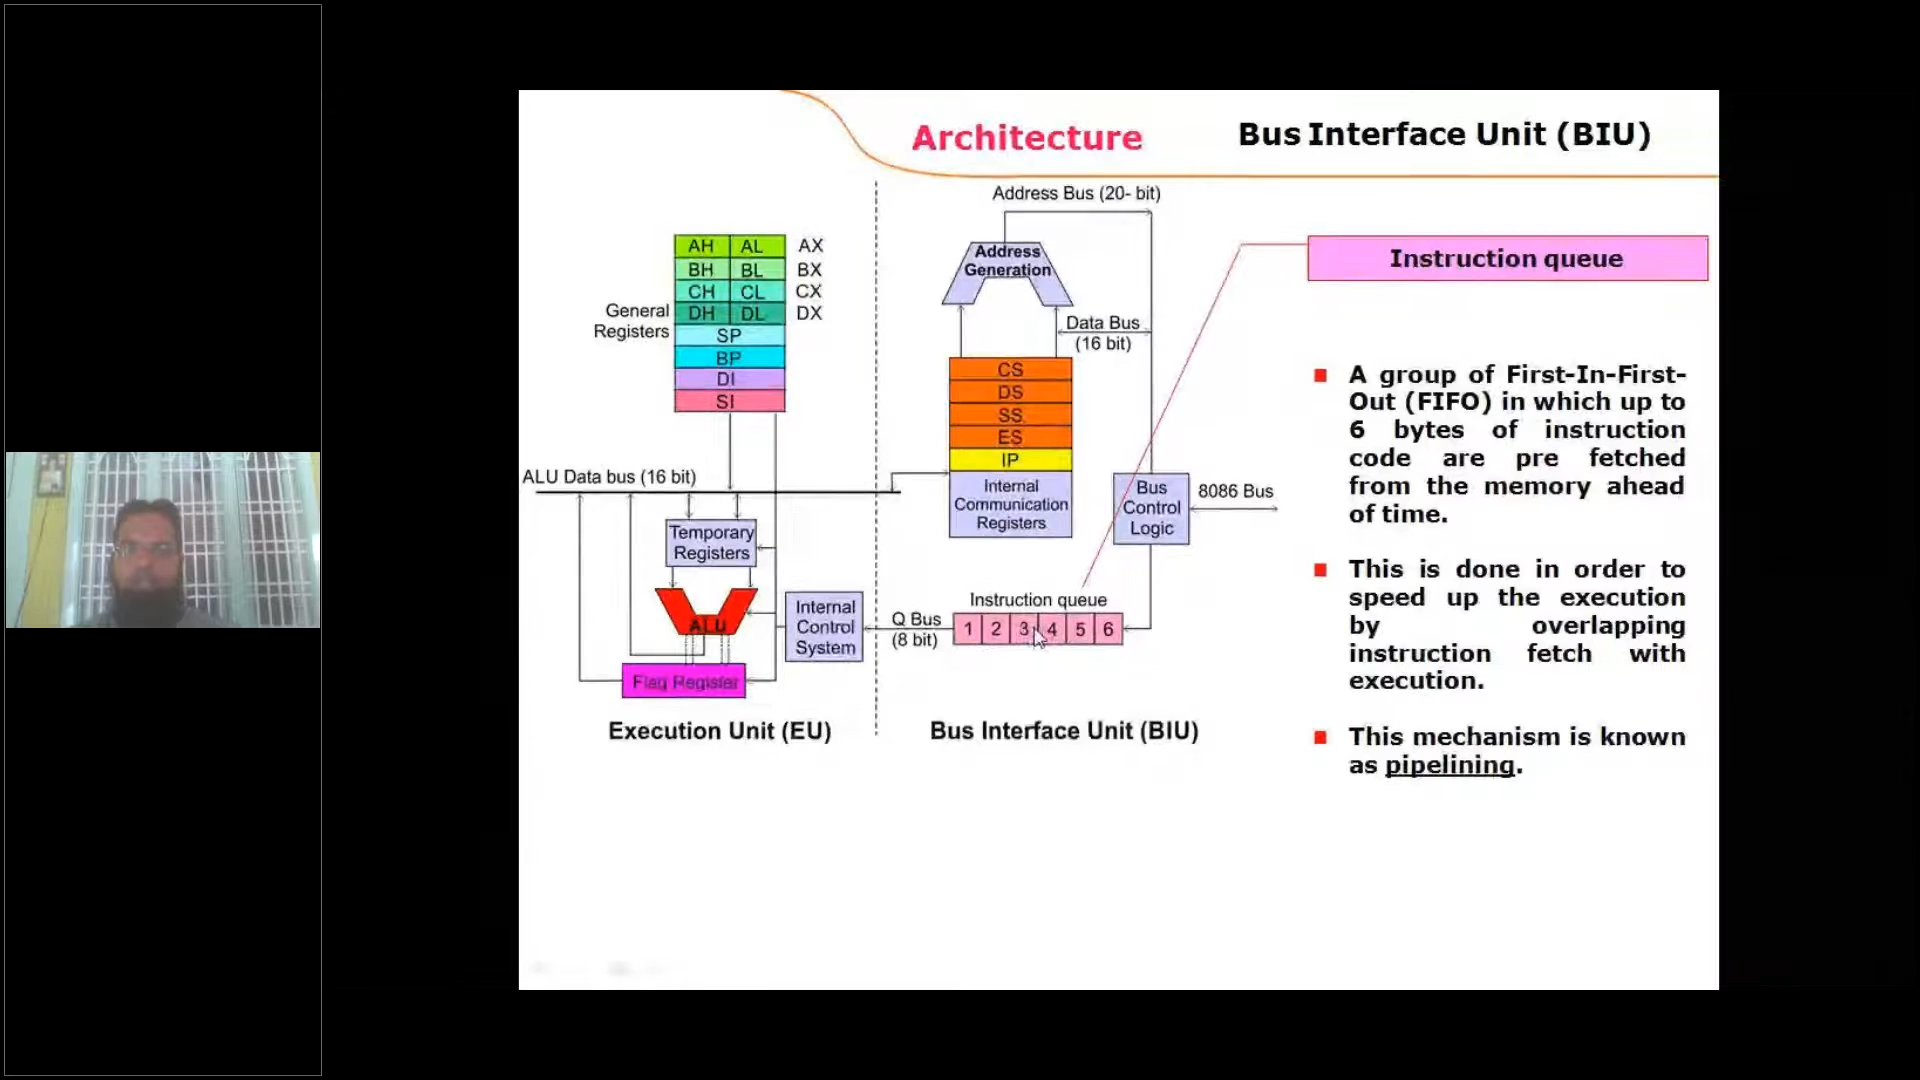 Architecture
Bus Interface Unit (BIU)
Address Bus (20- bit)
Address
Generation
Instruction queue
AH AL AX
BH BL BX
CH CL CX
DH DL DX
General
Registers
SP
BP
DI
SI
Data Bus
(16 bit)
CS
DS
SS
ES
IP
Internal
Communication
Registers
ALU Data bus (16 bit)
Bus
Control
Logic
8086 Bus
Temporary
Registers
ALU
Internal
Control
System
Q Bus
(8 bit)
Instruction queue
1 2 3 4 5 6
Flag Register
Execution Unit (EU)
Bus Interface Unit (BIU)
A group of First-In-First-
Out (FIFO) in which up to
6 bytes of instruction
code are pre fetched
from the memory ahead
of time.
This is done in order to
speed up the execution
by overlapping
instruction fetch with
execution.
This mechanism is known
as pipelining.